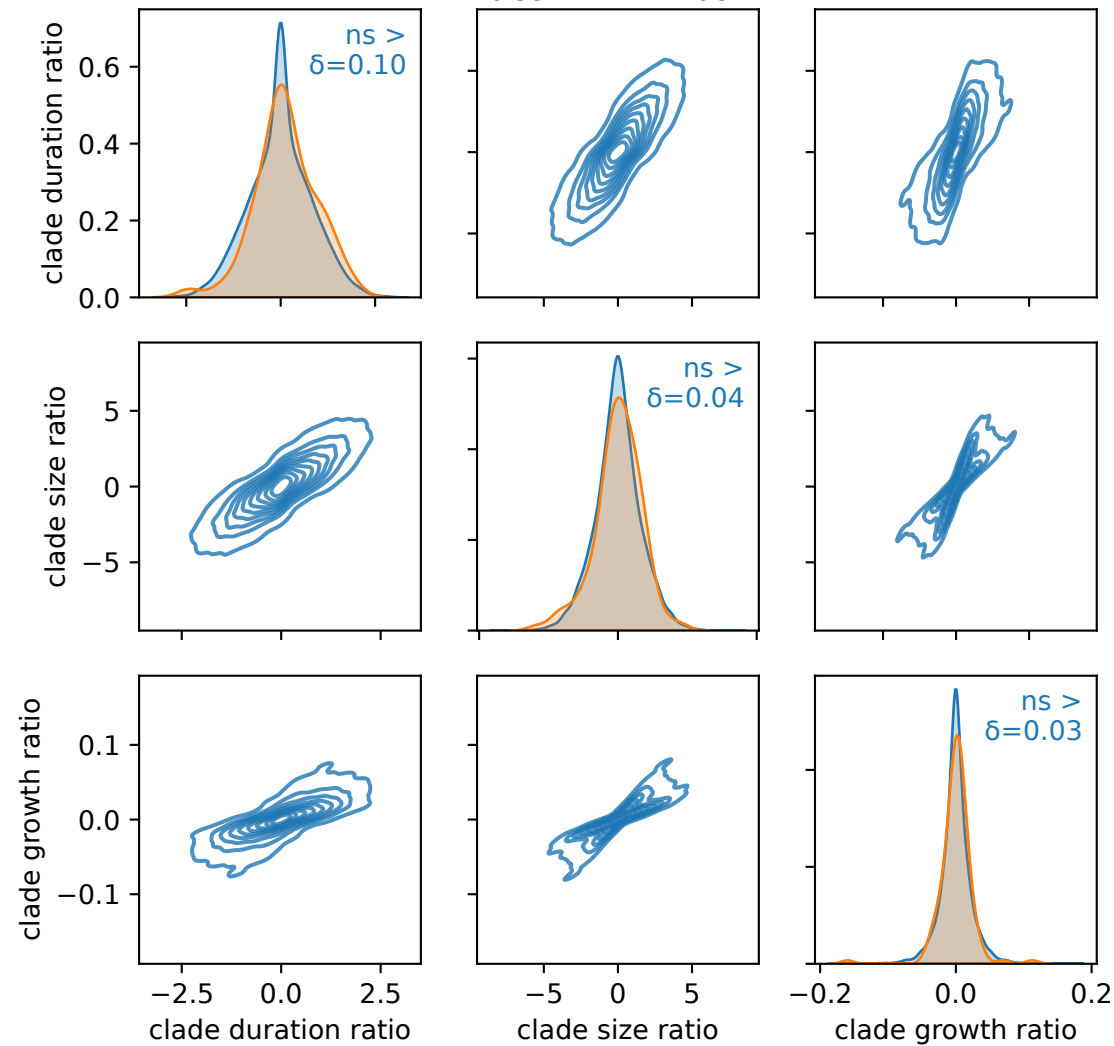 clade duration ratio
0.6
0.4
0.2
0.0
ns >
δ=0.10
clade size ratio
5
0
−5
ns >
δ=0.04
clade growth ratio
0.1
0.0
−0.1
ns >
δ=0.03
−2.5 0.0 2.5
−5 0 5
−0.2 0.0 0.2
clade duration ratio
clade size ratio
clade growth ratio